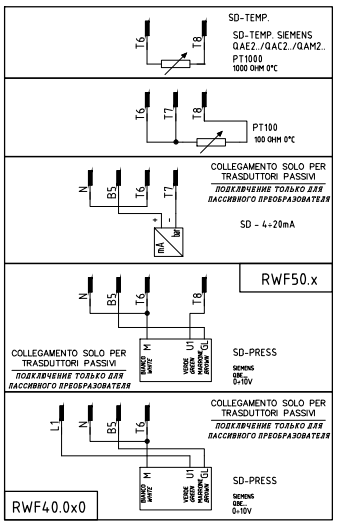 SD-TEMP.
T6
T8
SD-TEMP. SIEMENS
QAE2../QAC2../QAM2..
PT1000
1000 OHM 0°C
T6
T7
T8
PT100
100 OHM 0°C
COLLEGAMENTO SOLO PER
TRASDUTTORI PASSIVI
ПОДКЛЮЧЕНИЕ ТОЛЬКО ДЛЯ
ПАССИВНОГО ПРЕОБРАЗОВАТЕЛЯ
N
B5
T6
T7
+
-
mA
bar
SD - 4÷20mA
RWF50.x
N
B5
T6
T8
COLLEGAMENTO SOLO PER
TRASDUTTORI PASSIVI
ПОДКЛЮЧЕНИЕ ТОЛЬКО ДЛЯ
ПАССИВНОГО ПРЕОБРАЗОВАТЕЛЯ
M
U1
GL
BIANCO
WHITE
VERDE
GREEN
MARRONE
BROWN
SD-PRESS
SIEMENS
QBE...
0÷10V
COLLEGAMENTO SOLO PER
TRASDUTTORI PASSIVI
ПОДКЛЮЧЕНИЕ ТОЛЬКО ДЛЯ
ПАССИВНОГО ПРЕОБРАЗОВАТЕЛЯ
L1
N
B5
T6
M
U1
GL
BIANCO
WHITE
VERDE
GREEN
MARRONE
BROWN
SD-PRESS
SIEMENS
QBE...
0÷10V
RWF40.0x0